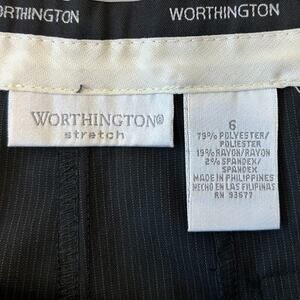 ORTHINGTON
WORTHINGTON
WORTHINGTON®
stretch
6
79% POLYESTER/
POLIESTER
19% RAYON/RAYON
2% SPANDEX/
SPANDEX
MADE IN PHILIPPINES
HECHO EN LAS FILIPINAS
RN 93677